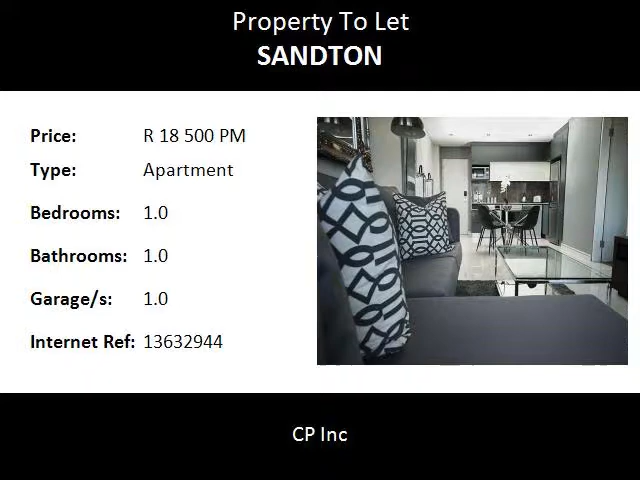 Property To Let
SANDTON
Price: R 18 500 PM
Type: Apartment
Bedrooms: 1.0
Bathrooms: 1.0
Garage/s: 1.0
Internet Ref: 13632944
CP Inc